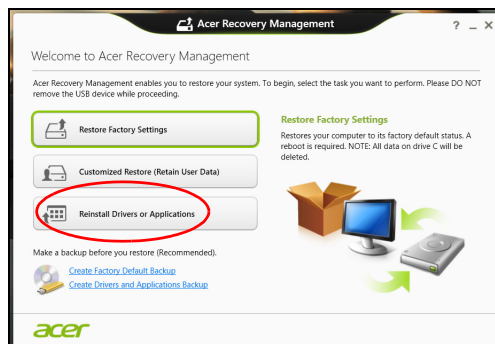 Acer Recovery Management
? _ X
Welcome to Acer Recovery Management
Acer Recovery Management enables you to restore your system. To begin, select the task you want to perform. Please DO NOT
remove the USB device while proceeding.
Restore Factory Settings
Customized Restore (Retain User Data)
Reinstall Drivers or Applications
Restore Factory Settings
Restores your computer to its factory default status. A
reboot is required. NOTE: All data on drive C will be
deleted.
Make a backup before you restore (Recommended).
Create Factory Default Backup
Create Drivers and Applications Backup
acer